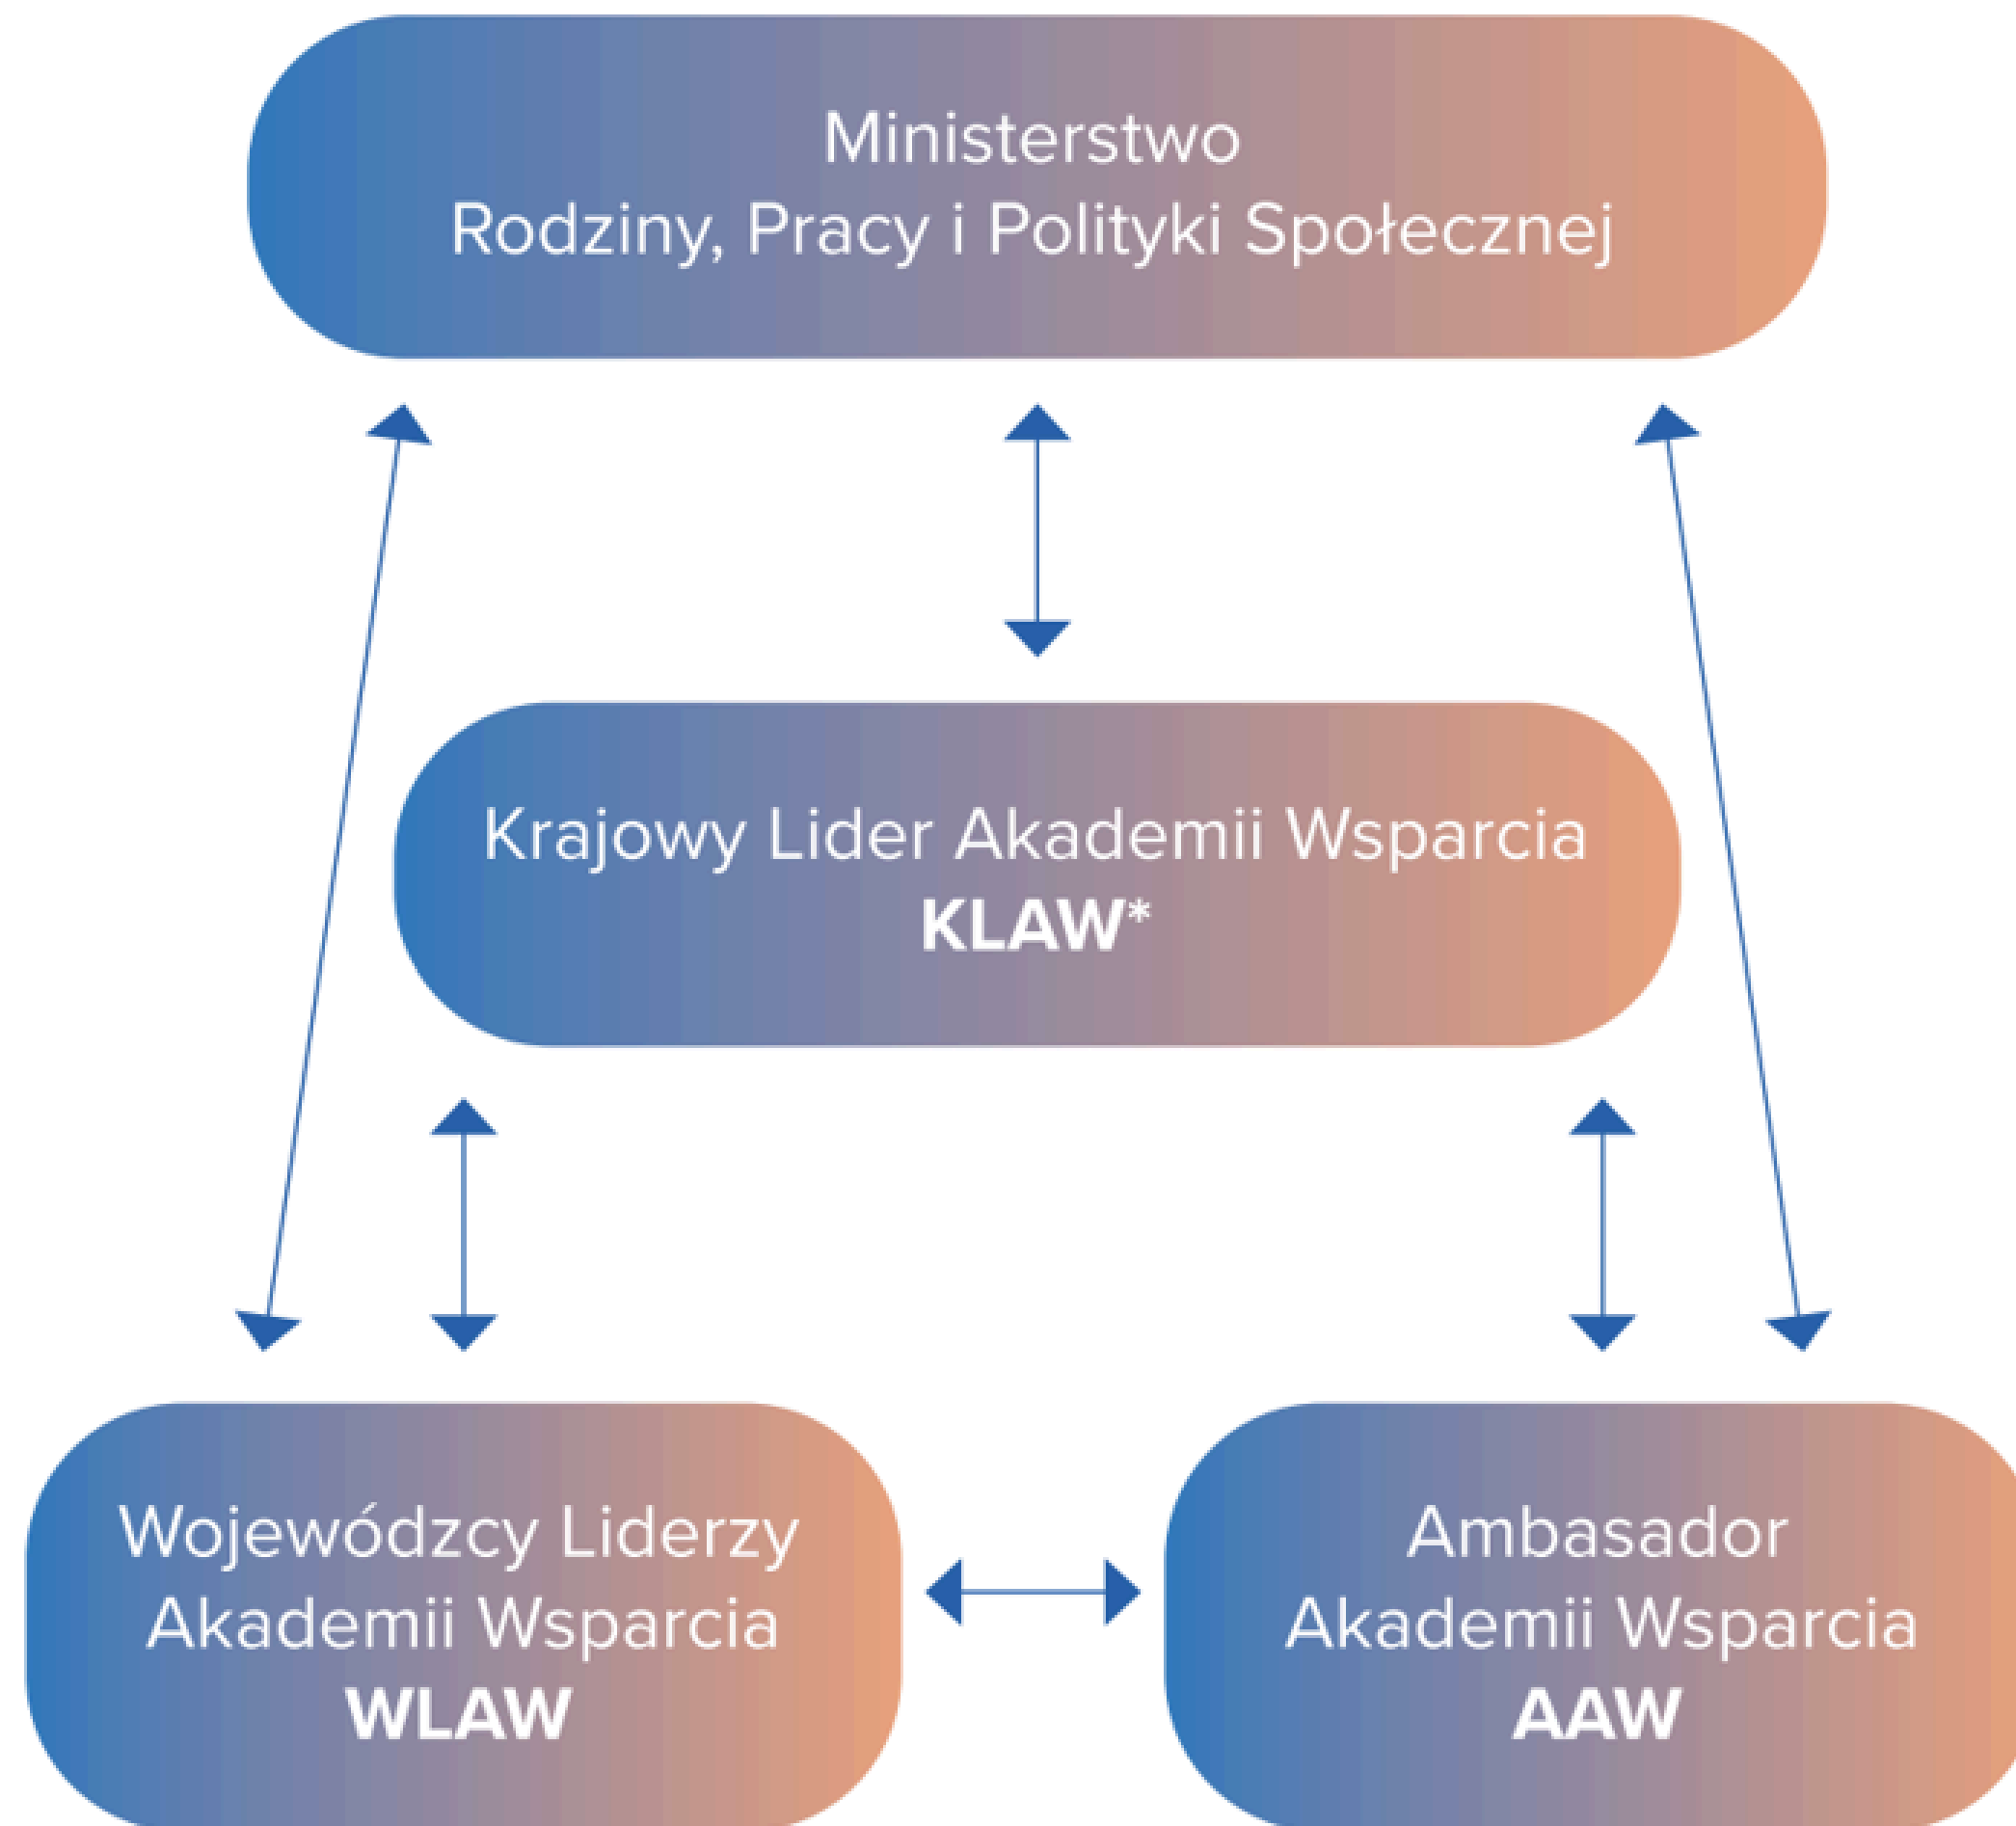 Ministerstwo
Rodziny, Pracy i Polityki Społecznej
Krajowy Lider Akademii Wsparcia
KLAW*
Wojewódzcy Liderzy
Akademii Wsparcia
WLAW
Ambasador
Akademii Wsparcia
AAW